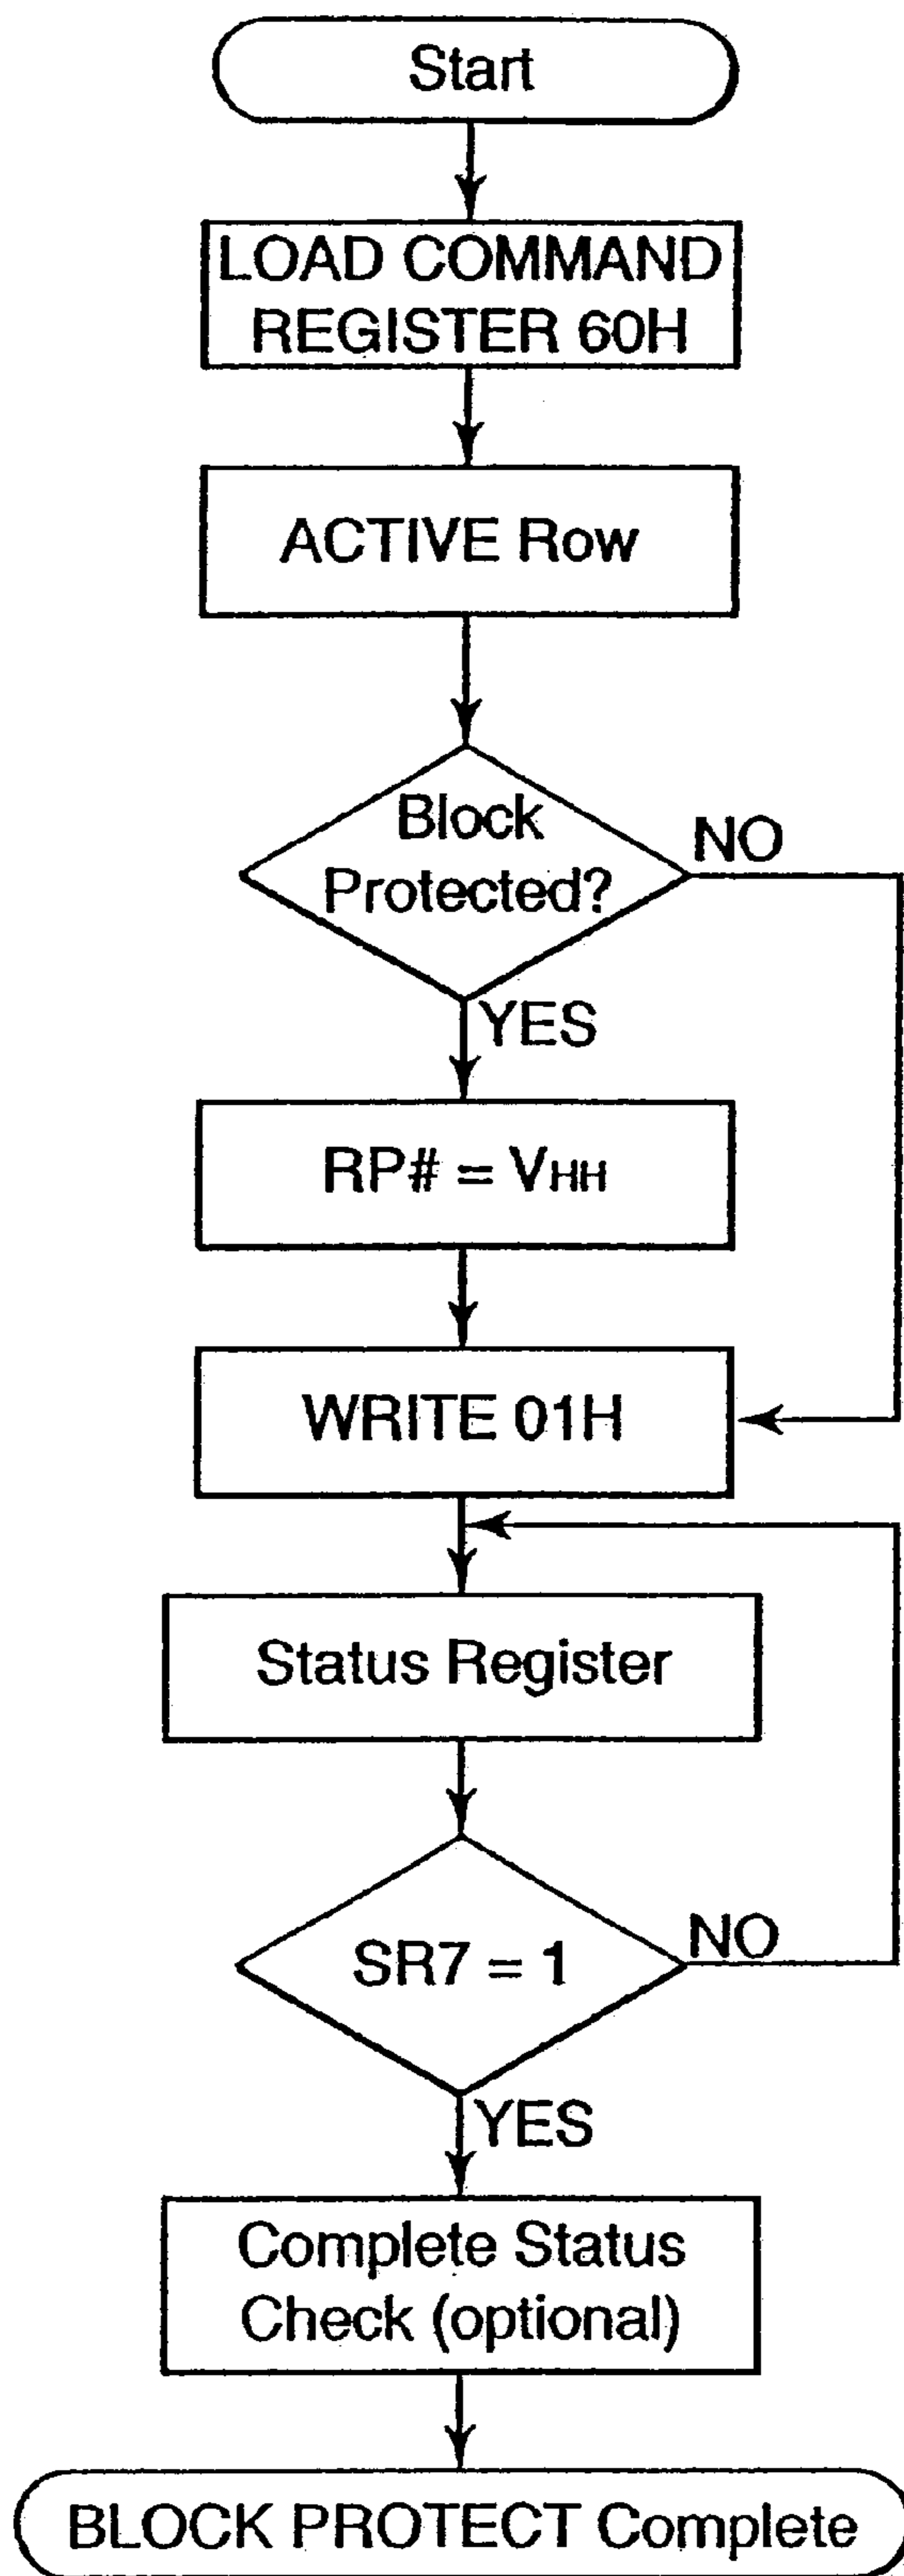 Start
LOAD COMMAND
REGISTER 60H
ACTIVE Row
Block
Protected?
NO
YES
RP# = VHH
WRITE 01H
Status Register
SR7 = 1
NO
YES
Complete Status
Check (optional)
BLOCK PROTECT Complete